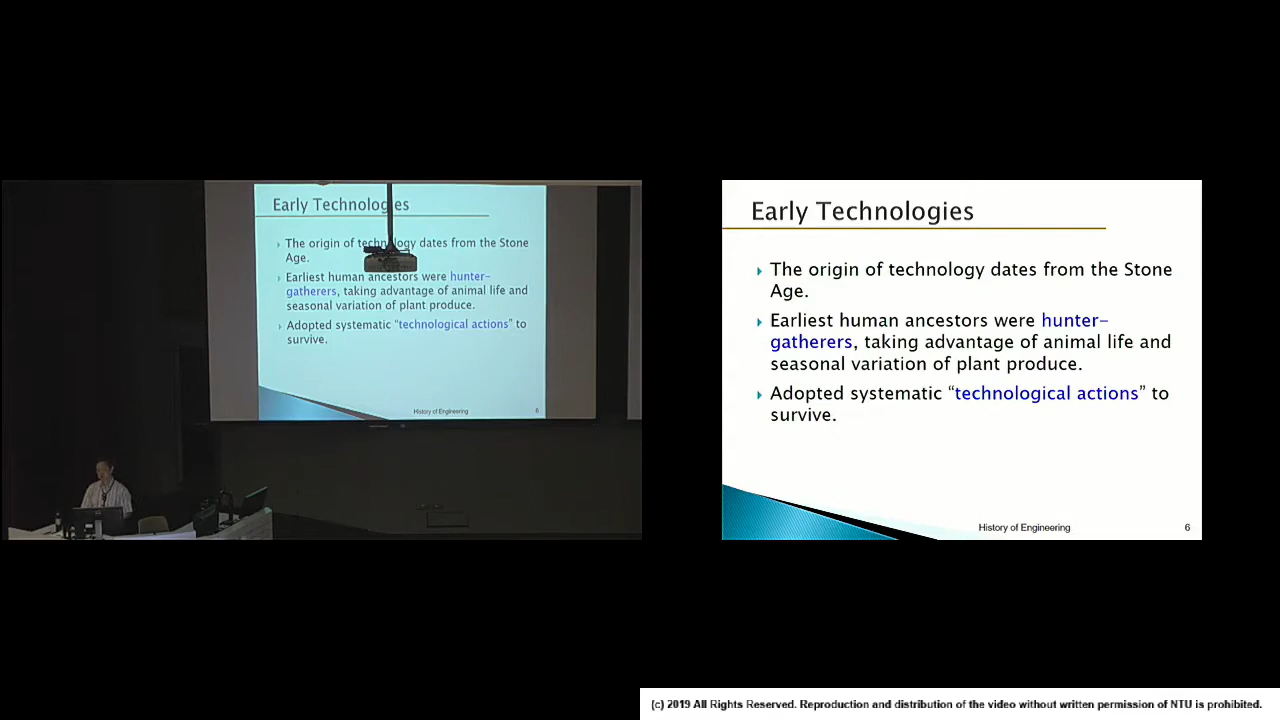 Early Technologies
The origin of technology dates from the Stone
Age.
Earliest human ancestors were hunter-
gatherers, taking advantage of animal life and
seasonal variation of plant produce.
Adopted systematic “technological actions” to
survive.
History of Engineering 6
Early Technologies
The origin of technology dates from the Stone
Age.
Earliest human ancestors were hunter-
gatherers, taking advantage of animal life and
seasonal variation of plant produce.
Adopted systematic “technological actions” to
survive.
History of Engineering 6
(c) 2019 All Rights Reserved. Reproduction and distribution of the video without written permission of NTU is prohibited.